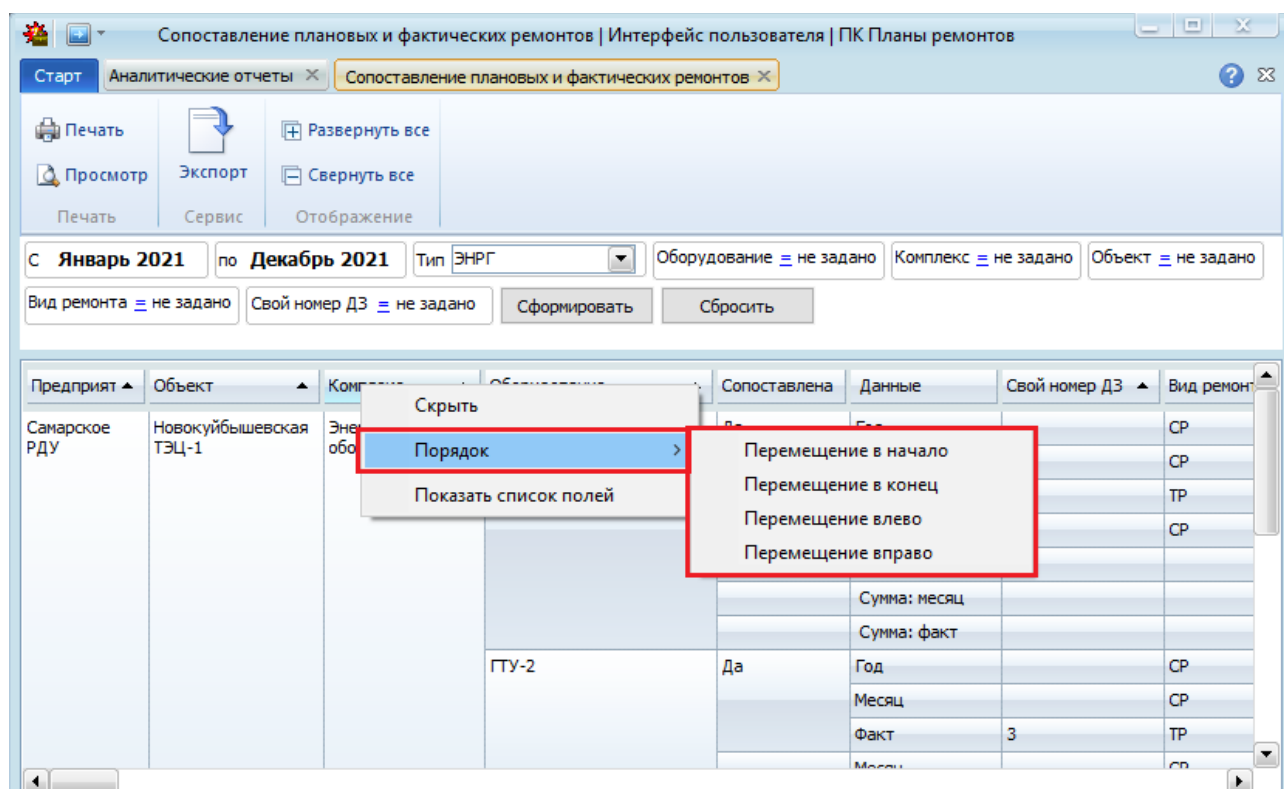 Сопоставление плановых и фактических ремонтов | Интерфейс пользователя | ПК Планы ремонтов
Старт Аналитические отчеты Сопоставление плановых и фактических ремонтов
Печать Экспорт Развернуть все
Просмотр Свернуть все
Печать Сервис Отображение
С Январь 2021 по Декабрь 2021 Тип ЭНРГ Оборудование = не задано Комплекс = не задано Объект = не задано
Вид ремонта = не задано Свой номер ДЗ = не задано Сформировать Сбросить
Предприят Объект Сопоставлена Данные Свой номер ДЗ Вид ремонт
Скрыть
Самарское РДУ Новокуйбышевская ТЭЦ-1 СР
Порядок Перемещение в начало СР
Показать список полей Перемещение в конец ТР
Перемещение влево СР
Перемещение вправо
Сумма: месяц
Сумма: факт
ГТУ-2 Да Год СР
Месяц СР
Факт 3 ТР